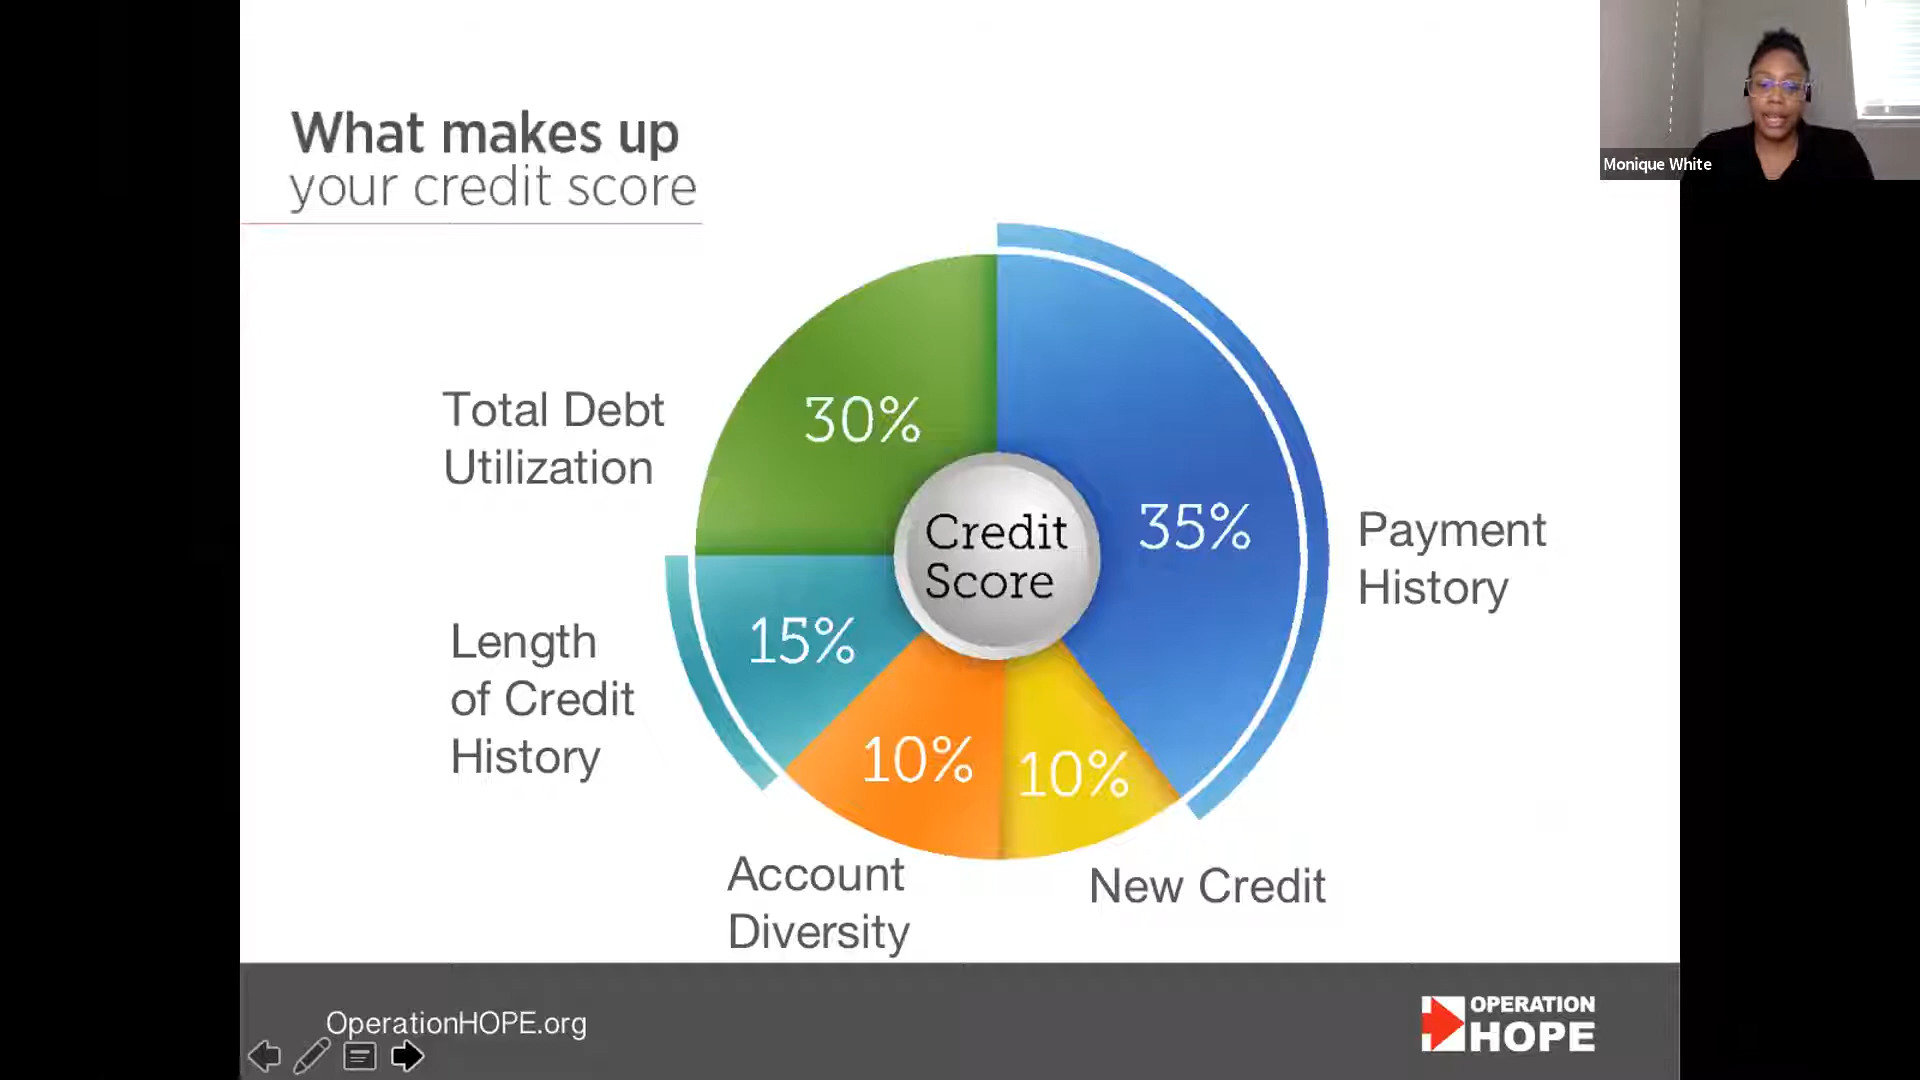 What makes up
your credit score
Monique White
30%
35%
15%
10%
10%
Credit
Score
Total Debt
Utilization
Payment
History
Length
of Credit
History
Account
Diversity
New Credit
OperationHOPE.org
OPERATION
HOPE